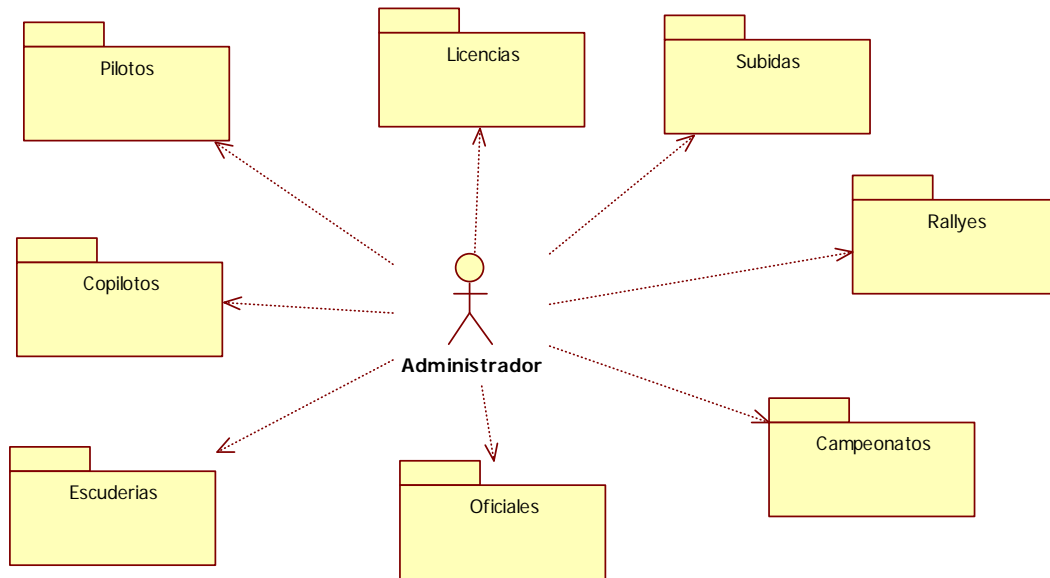 Pilotos
Licencias
Subidas
Rallyes
Copilotos
Administrador
Campeonatos
Escuderias
Oficiales